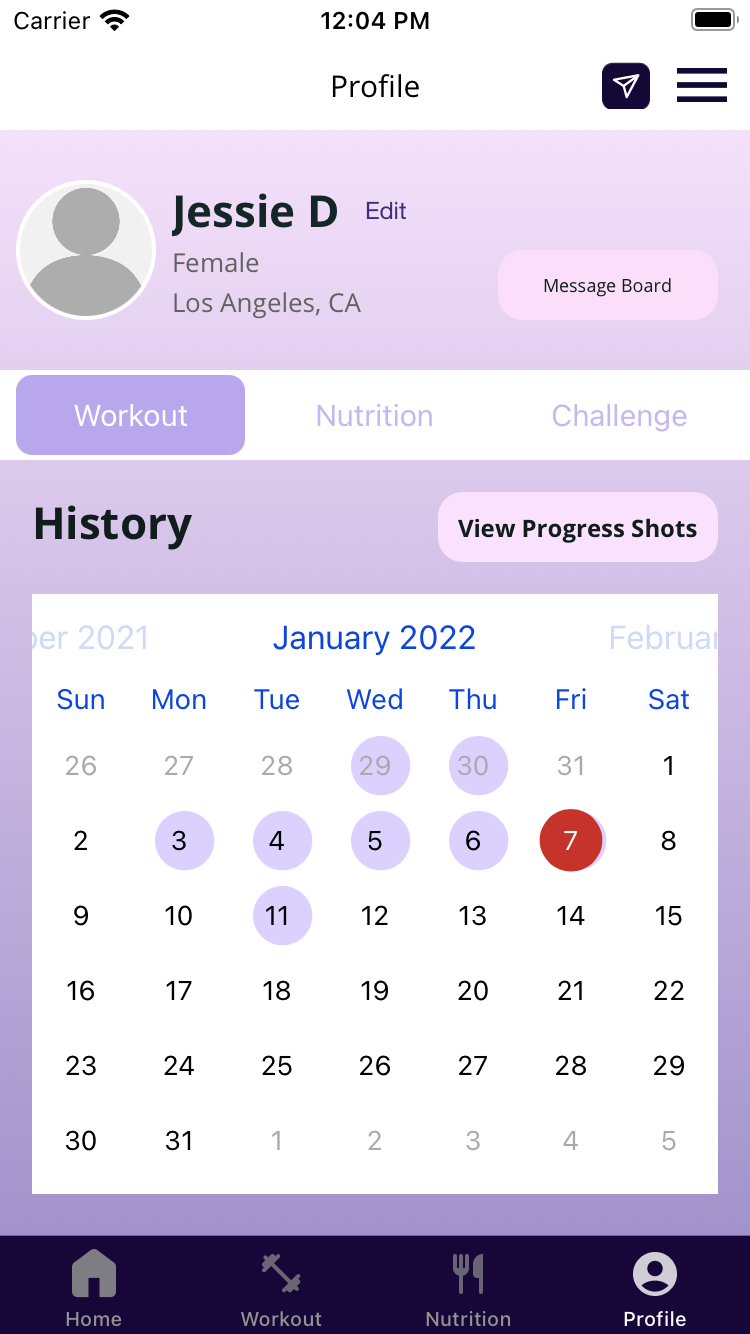 Carrier 12:04 PM
Profile
Jessie D Edit
Female
Los Angeles, CA
Message Board
Workout Nutrition Challenge
History
View Progress Shots
ber 2021 January 2022 Februar
Sun Mon Tue Wed Thu Fri Sat
26 27 28 29 30 31 1
2 3 4 5 6 7 8
9 10 11 12 13 14 15
16 17 18 19 20 21 22
23 24 25 26 27 28 29
30 31 1 2 3 4 5
Home Workout Nutrition Profile